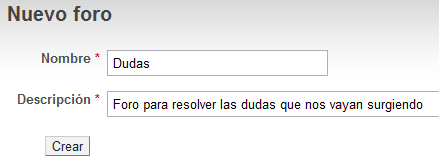 Nuevo foro
Nombre * Dudas
Descripción * Foro para resolver las dudas que nos vayan surgiendo
Crear